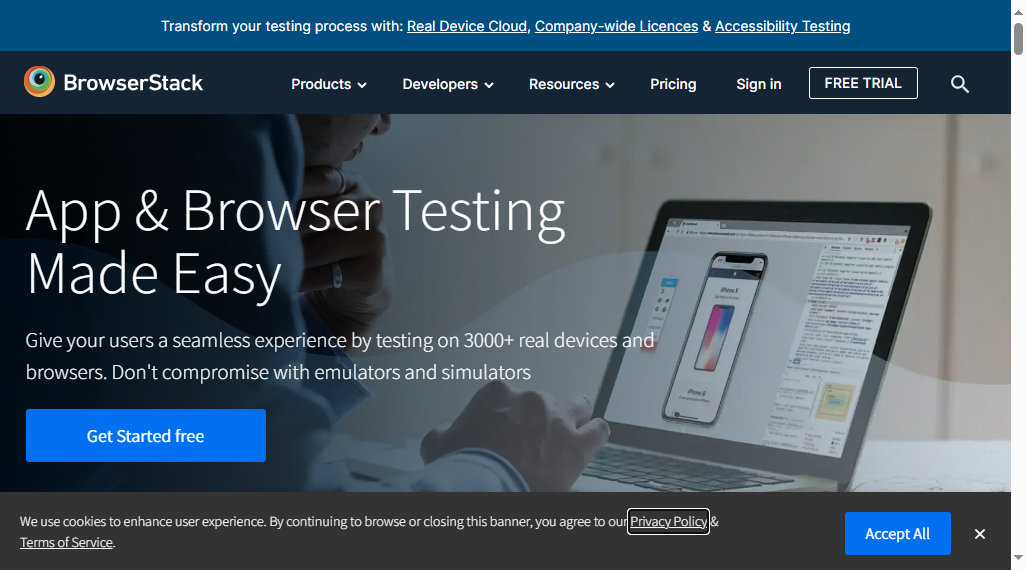 Transform your testing process with: Real Device Cloud, Company-wide Licences & Accessibility Testing
BrowserStack
Products
Developers
Resources
Pricing
Sign in
FREE TRIAL
App & Browser Testing
Made Easy
Give your users a seamless experience by testing on 3000+ real devices and
browsers. Don't compromise with emulators and simulators
Get Started free
iPhone X
iPhone 8
We use cookies to enhance user experience. By continuing to browse or closing this banner, you agree to our Privacy Policy &
Terms of Service.
Accept All